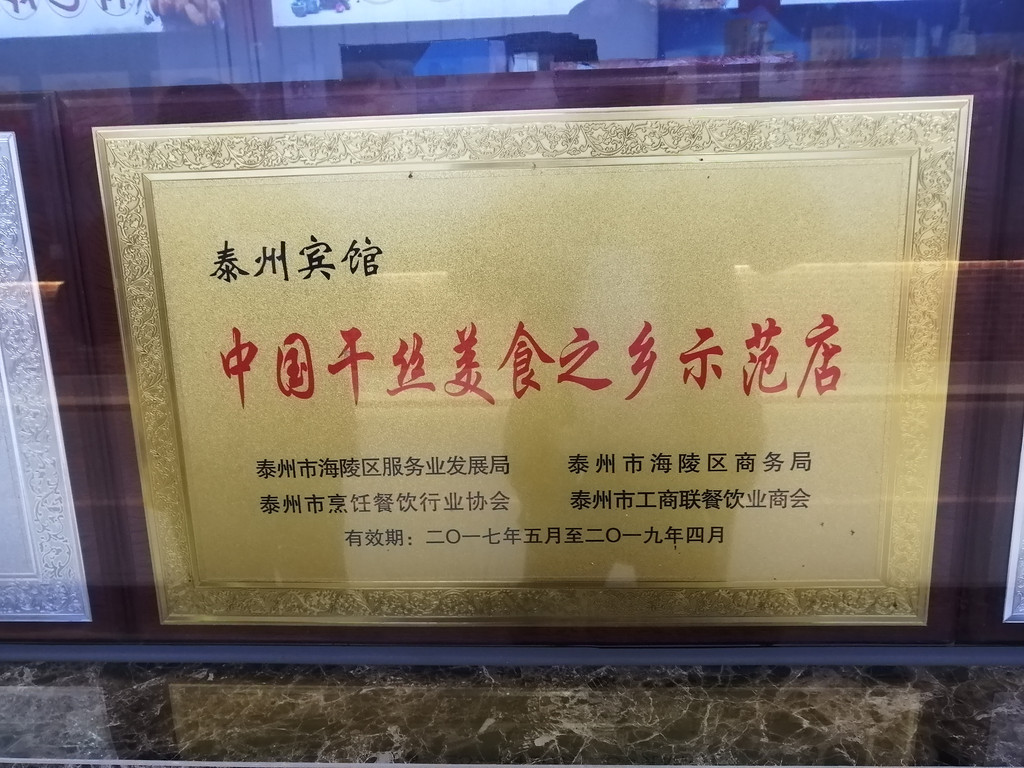 泰州宾馆
中国干丝美食之乡示范店
泰州市海陵区服务业发展局 泰州市海陵区商务局
泰州市烹饪餐饮行业协会 泰州市工商联餐饮业商会
有效期：二〇一七年五月至二〇一九年四月